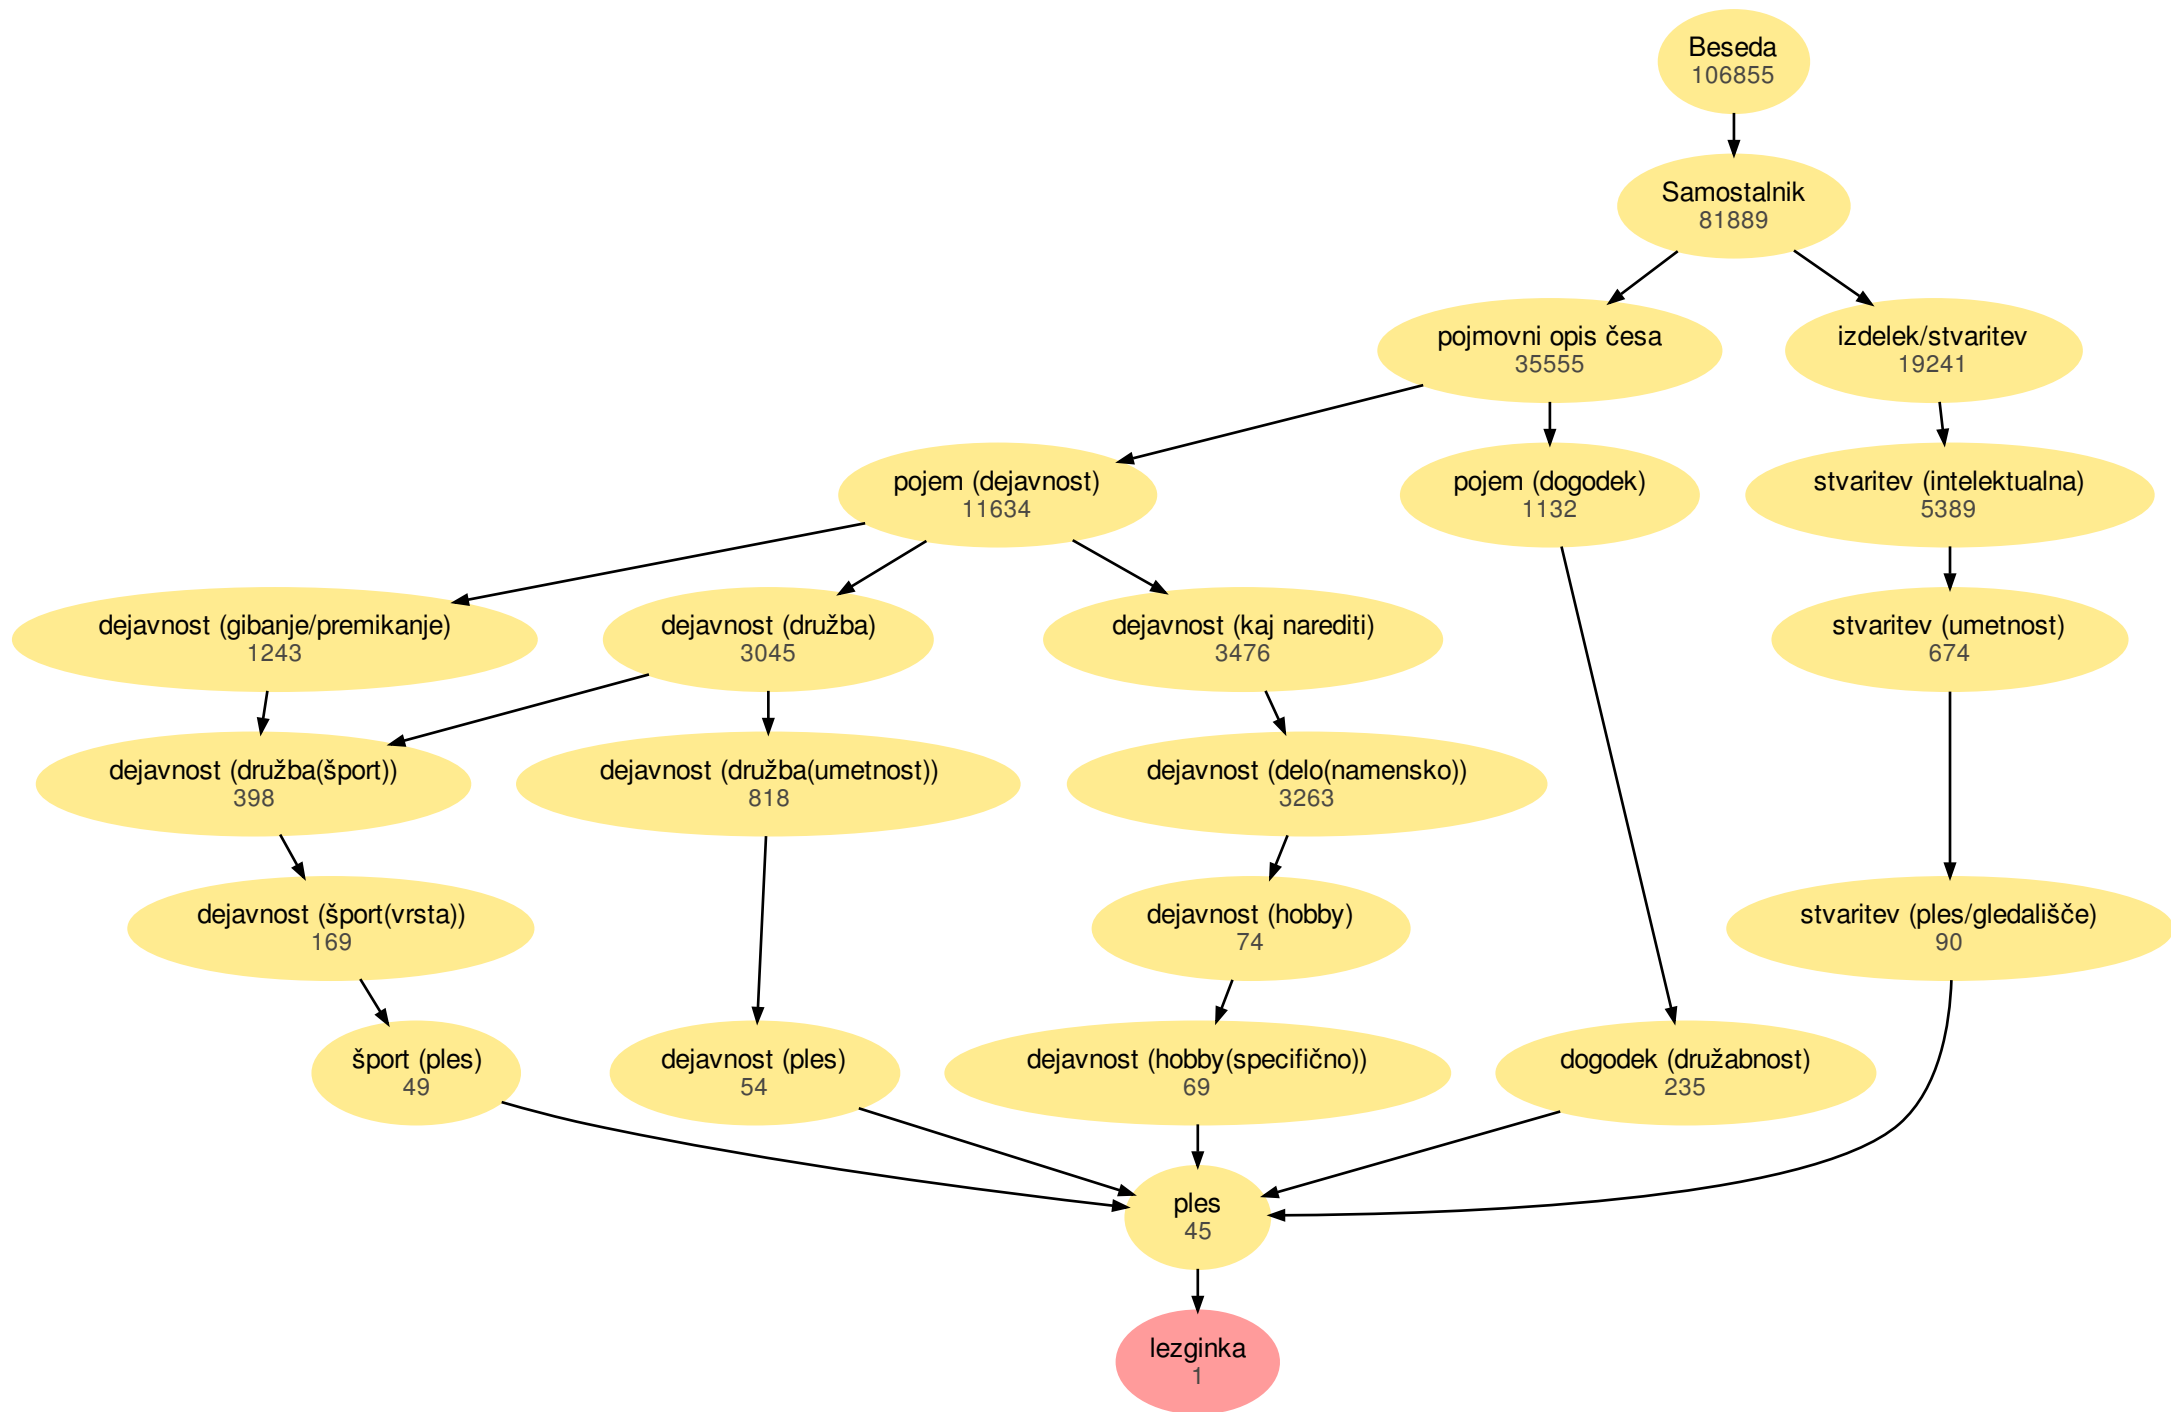 Beseda
106855
Samostalnik
81889
pojmovni opis česa
35555
izdelek/stvaritev
19241
pojem (dejavnost)
11634
pojem (dogodek)
1132
stvaritev (intelektualna)
5389
dejavnost (gibanje/premikanje)
1243
dejavnost (družba)
3045
dejavnost (kaj narediti)
3476
stvaritev (umetnost)
674
dejavnost (družba(šport))
398
dejavnost (družba(umetnost))
818
dejavnost (delo(namensko))
3263
dejavnost (šport(vrsta))
169
dejavnost (hobby)
74
stvaritev (ples/gledališče)
90
šport (ples)
49
dejavnost (ples)
54
dejavnost (hobby(specifično))
69
dogodek (družabnost)
235
ples
45
lezginka
1